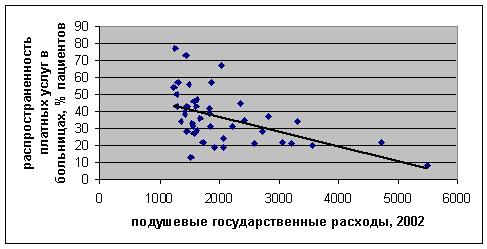 распространенность
платных услуг в
больницах, % пациентов
90
80
70
60
50
40
30
20
10
0
0 1000 2000 3000 4000 5000 6000
подушевые государственные расходы, 2002